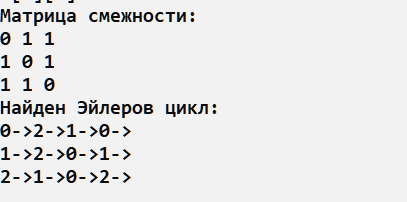 Матрица смежности:
0 1 1
1 0 1
1 1 0
Найден Эйлеров цикл:
0->2->1->0->
1->2->0->1->
2->1->0->2->